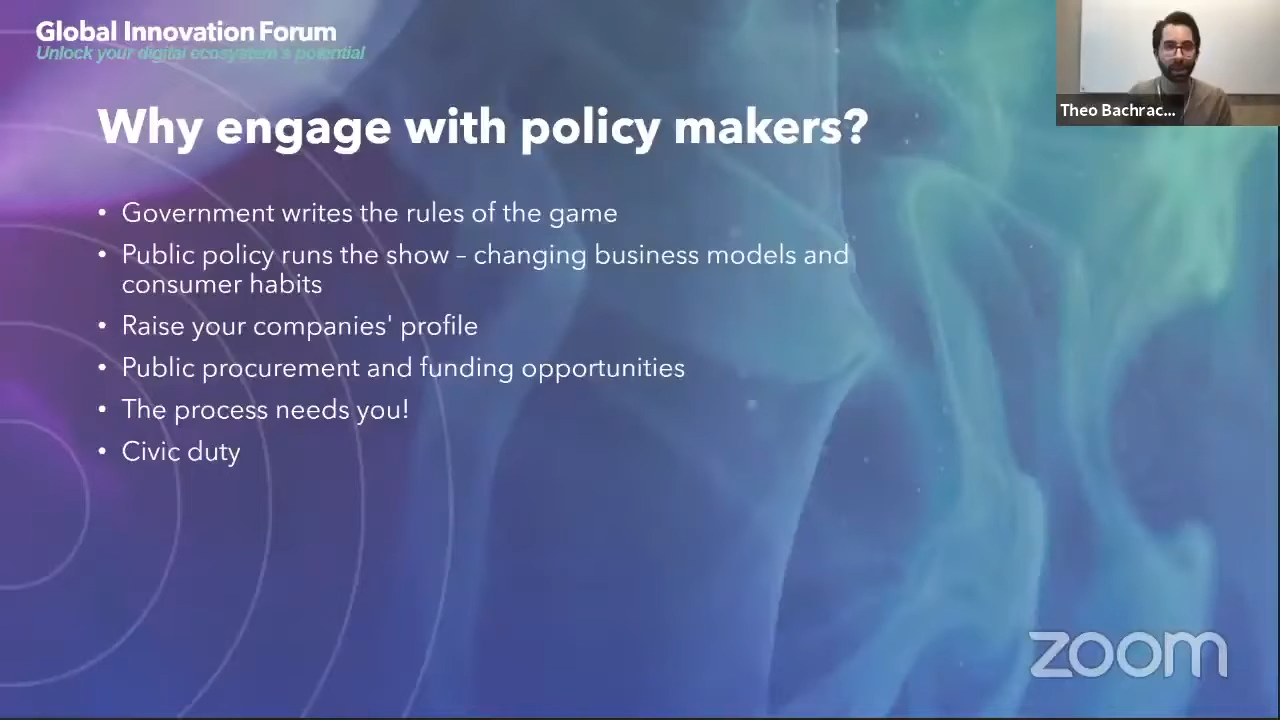 Global Innovation Forum
Unlock your digital ecosystem's potential
Theo Bachrac...
Why engage with policy makers?
• Government writes the rules of the game
• Public policy runs the show – changing business models and
consumer habits
• Raise your companies' profile
• Public procurement and funding opportunities
• The process needs you!
• Civic duty
zoom